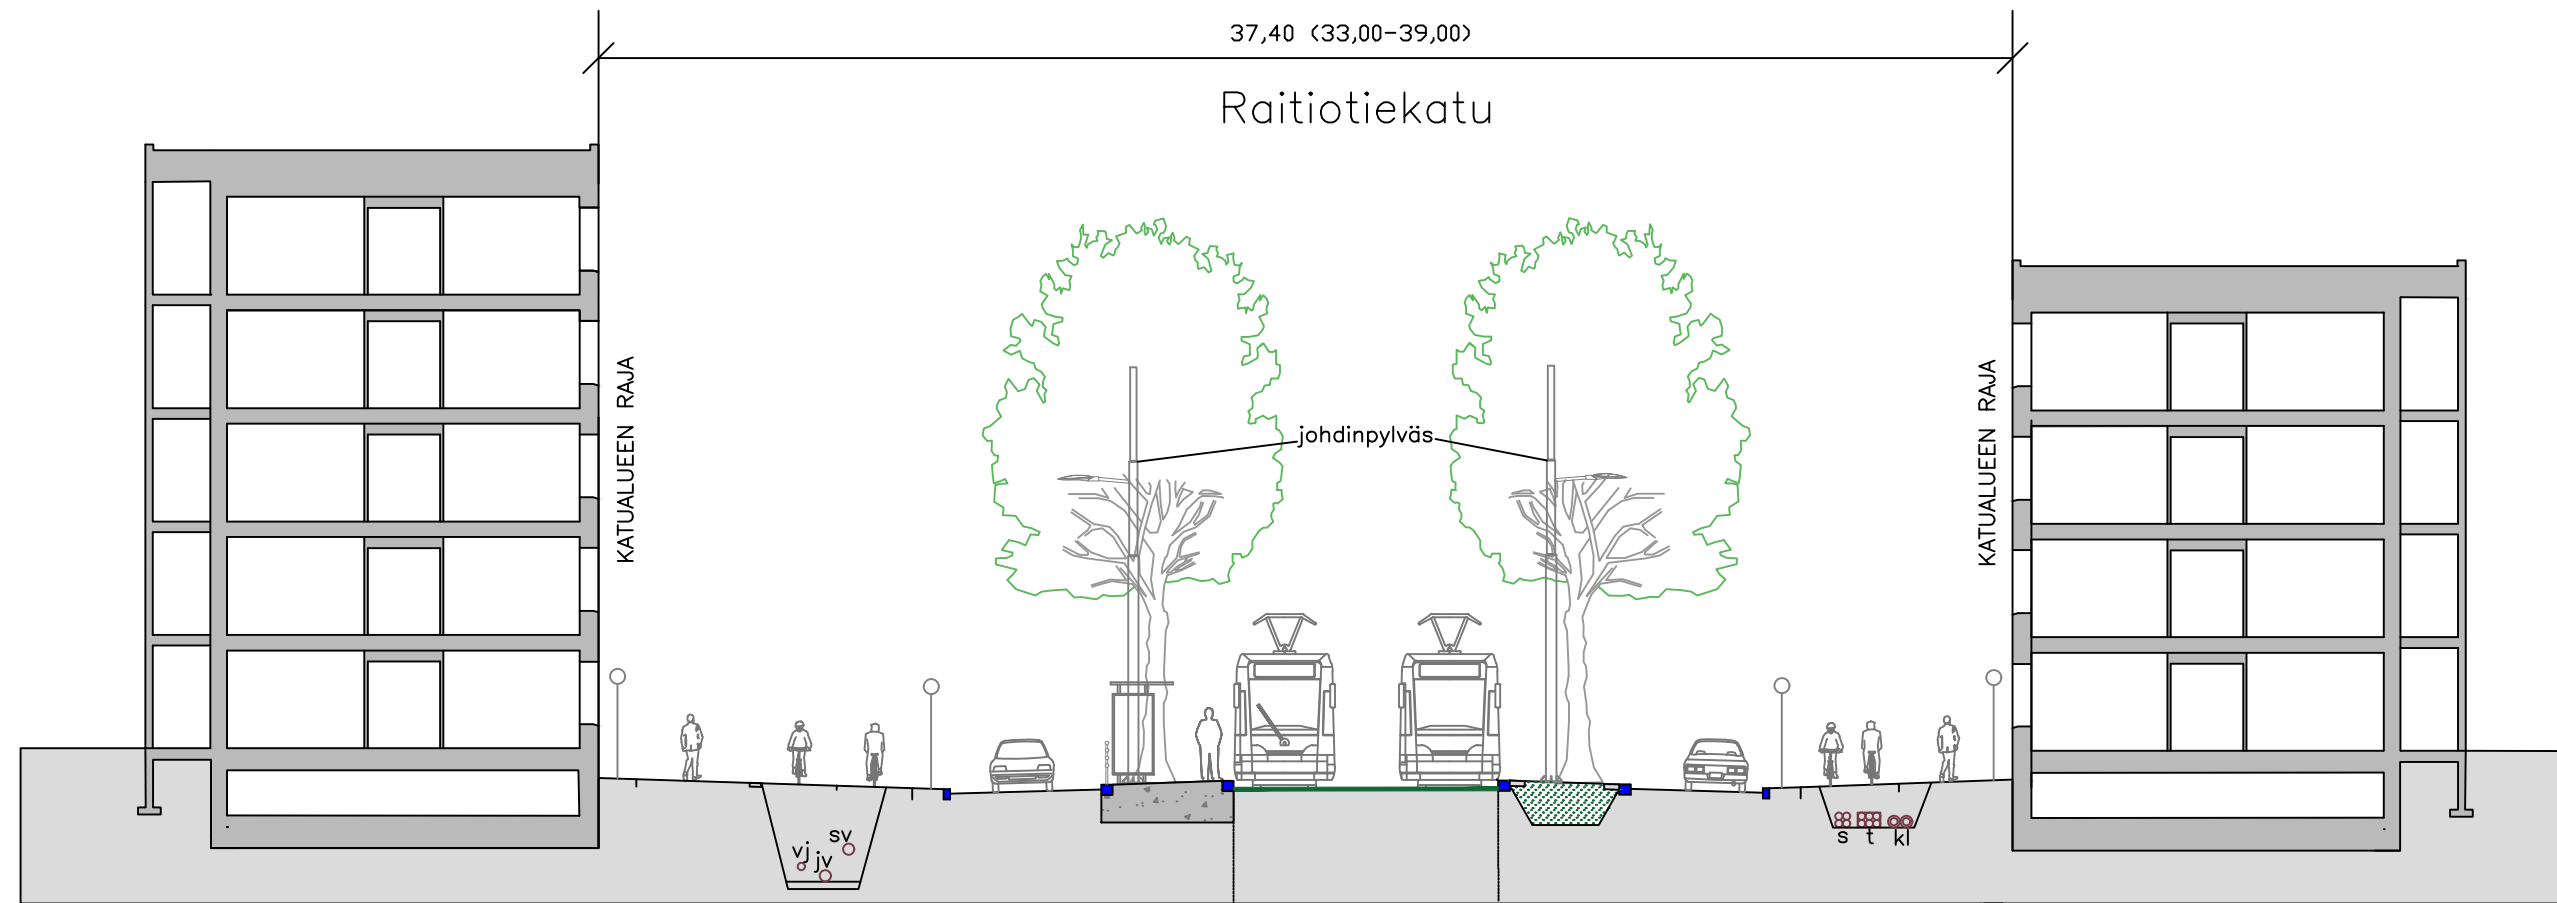 37,40 (33,00-39,00)
Raitiotiekatu
KATUALUEEN RAJA
johdinpylväs
KATUALUEEN RAJA
vj
jv
sv
s
t
kl